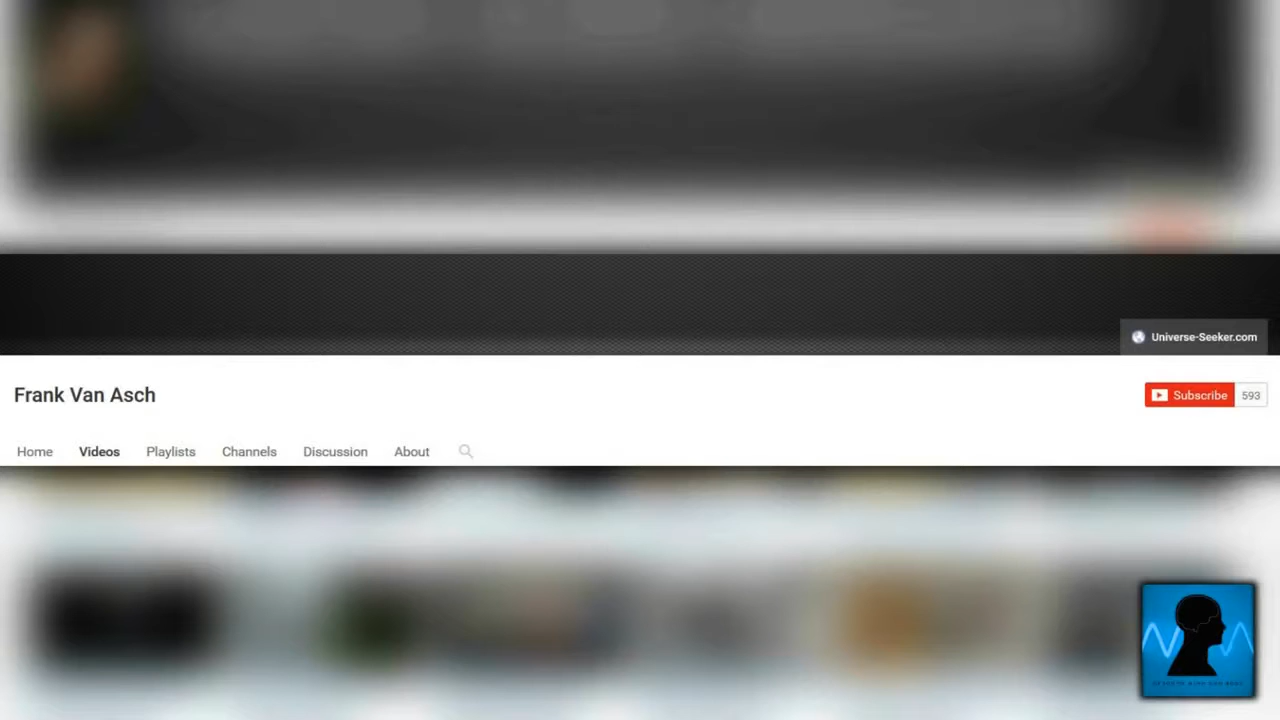 Universe-Seeker.com
Frank Van Asch
Subscribe 593
Home Videos Playlists Channels Discussion About